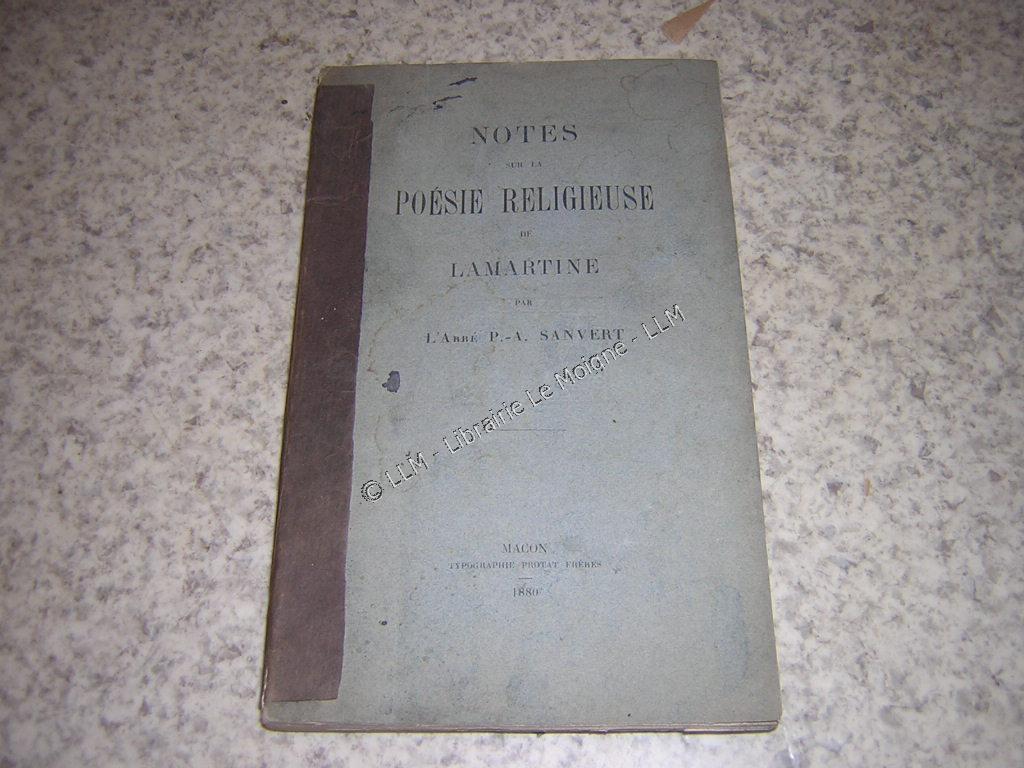 NOTES
SUR LA
POÉSIE RELIGIEUSE
DE
LAMARTINE
PAR
L'ABBÉ P.-A. SANVERT
© LLM - Librairie Le Moigne - LLM
MACON
TYPOGRAPHIE PROTAT FRÈRES
1880